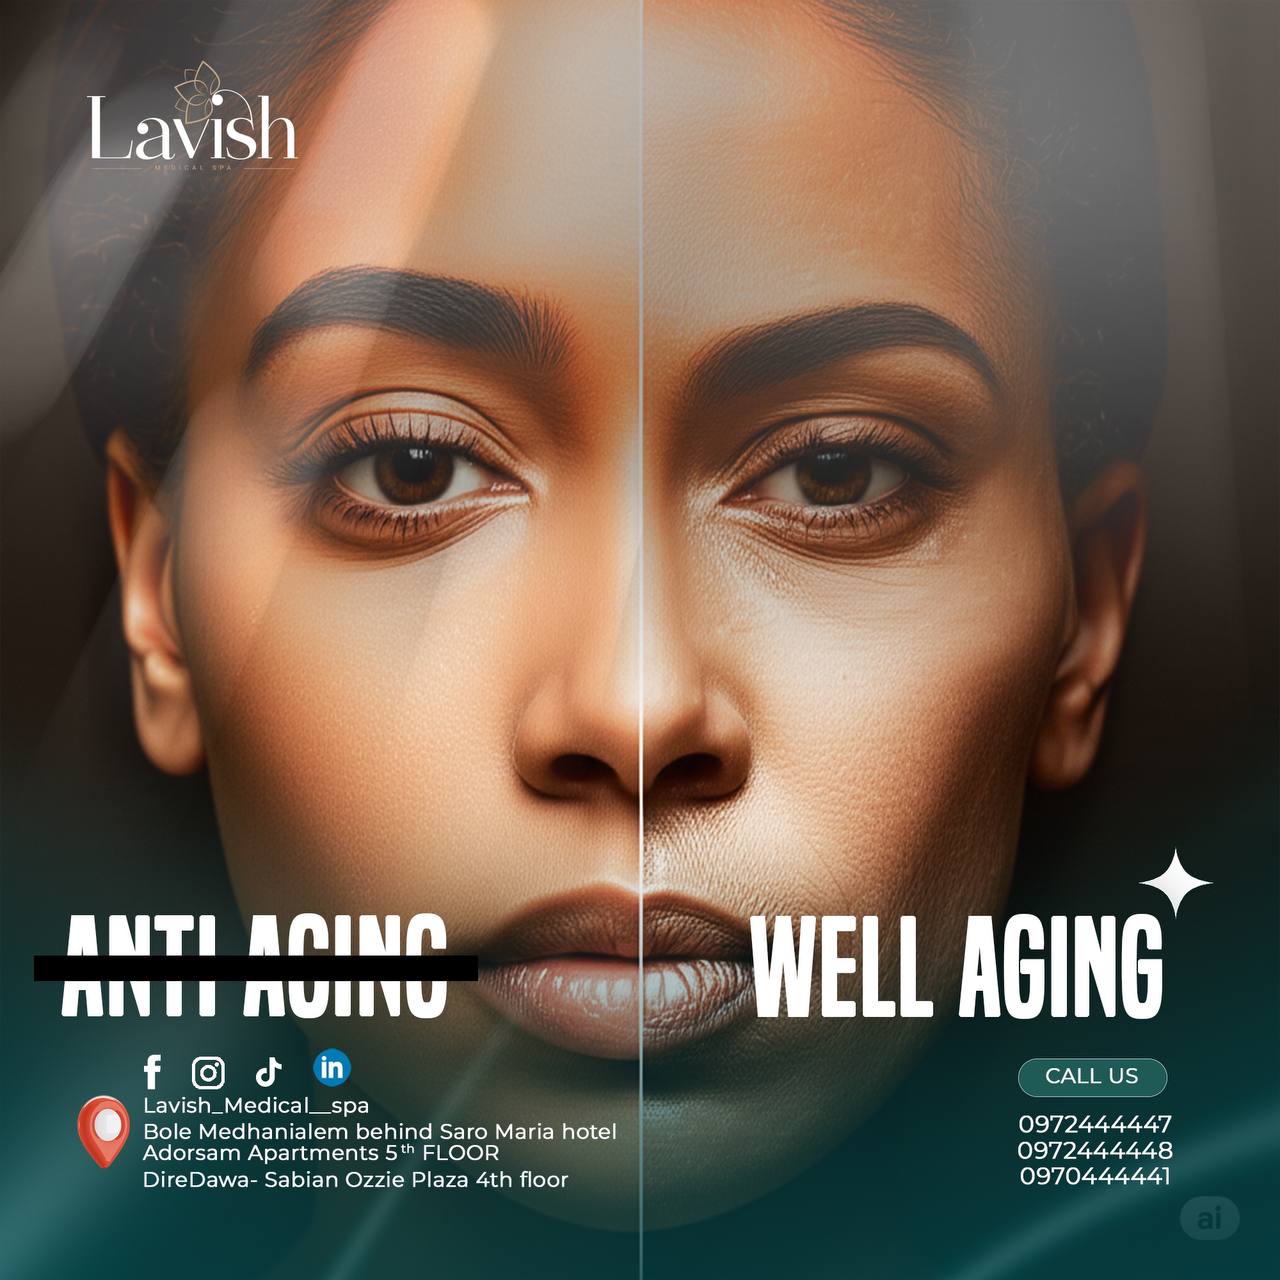 Lavish
MEDICAL SPA
ANTI AGING
WELL AGING
in
Lavish_Medical__spa
Bole Medhanialem behind Saro Maria hotel
Adorsam Apartments 5th FLOOR
DireDawa- Sabian Ozzie Plaza 4th floor
CALL US
0972444447
0972444448
0970444441
ai